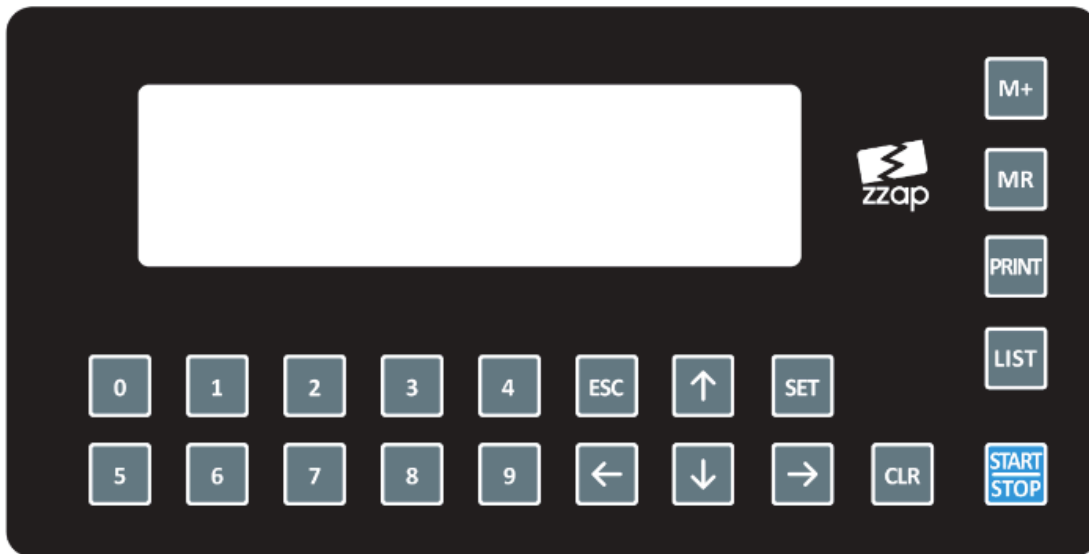 M+
zzap
MR
PRINT
LIST
0 1 2 3 4 ESC ↑ SET
5 6 7 8 9 ← ↓ → CLR
START
STOP